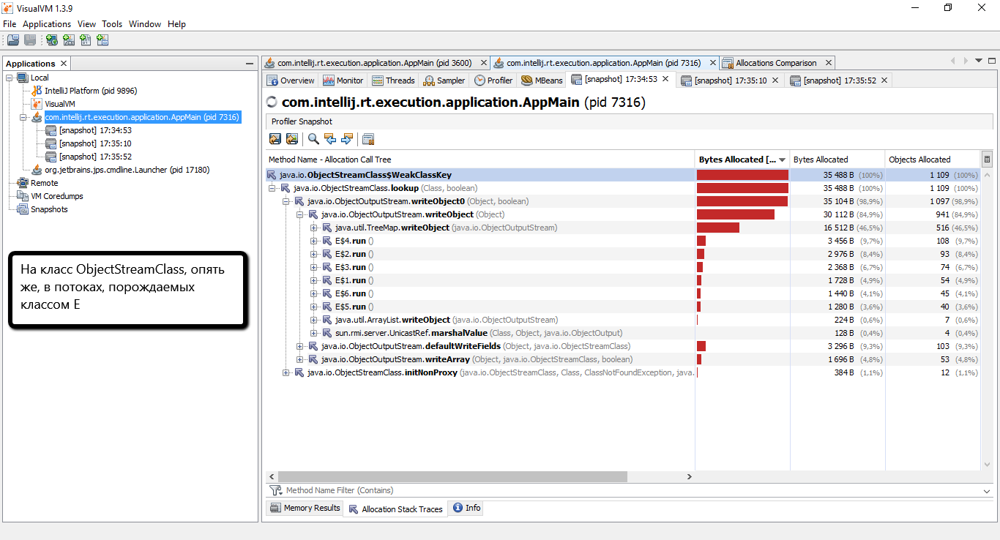 VisualVM 1.3.9
File Applications View Tools Window Help
Applications
Local
IntelliJ Platform (pid 9896)
VisualVM
com.intellij.rt.execution.application.AppMain (pid 7316)
[snapshot] 17:34:53
[snapshot] 17:35:10
[snapshot] 17:35:52
org.jetbrains.jps.cmdline.Launcher (pid 17180)
Remote
VM Coredumps
Snapshots
На класс ObjectStreamClass, опять
же, в потоках, порождаемых
классом E
com.intellij.rt.execution.application.AppMain (pid 3600) com.intellij.rt.execution.application.AppMain (pid 7316) Allocations Comparison
Overview Monitor Threads Sampler Profiler MBeans [snapshot] 17:34:53 [snapshot] 17:35:10 [snapshot] 17:35:52
com.intellij.rt.execution.application.AppMain (pid 7316)
Profiler Snapshot
Method Name - Allocation Call Tree Bytes Allocated [... Bytes Allocated Objects Allocated
java.io.ObjectStreamClass$WeakClassKey 35 488 B (100%) 1 109 (100%)
java.io.ObjectStreamClass.lookup (Class, boolean) 35 488 B (100%) 1 109 (100%)
java.io.ObjectOutputStream.writeObject0 (Object, boolean) 35 104 B (98,9%) 1 097 (98,9%)
java.io.ObjectOutputStream.writeObject (Object) 30 112 B (84,9%) 941 (84,9%)
java.util.TreeMap.writeObject (java.io.ObjectOutputStream) 16 512 B (46,5%) 516 (46,5%)
E$4.run () 3 456 B (9,7%) 108 (9,7%)
E$2.run () 2 976 B (8,4%) 93 (8,4%)
E$3.run () 2 368 B (6,7%) 74 (6,7%)
E$1.run () 1 728 B (4,9%) 54 (4,9%)
E$6.run () 1 440 B (4,1%) 45 (4,1%)
E$5.run () 1 280 B (3,6%) 40 (3,6%)
java.util.ArrayList.writeObject (java.io.ObjectOutputStream) 224 B (0,6%) 7 (0,6%)
sun.rmi.server.UnicastRef.marshalValue (Class, Object, java.io.ObjectOutput) 128 B (0,4%) 4 (0,4%)
java.io.ObjectOutputStream.defaultWriteFields (Object, java.io.ObjectStreamClass) 3 296 B (9,3%) 103 (9,3%)
java.io.ObjectOutputStream.writeArray (Object, java.io.ObjectStreamClass, boolean) 1 696 B (4,8%) 53 (4,8%)
java.io.ObjectStreamClass.initNonProxy (java.io.ObjectStreamClass, Class, ClassNotFoundException, java. 384 B (1,1%) 12 (1,1%)
Method Name Filter (Contains)
Memory Results Allocation Stack Traces Info